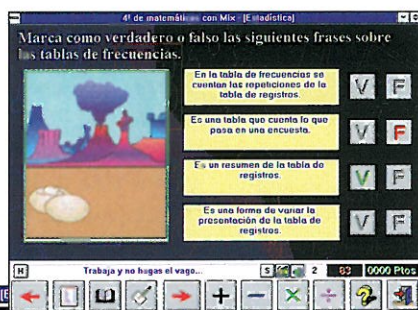 4º de matemáticas con Mix - [Estadística]
Marca como verdadero o falso las siguientes frases sobre
las tablas de frecuencias.
En la tabla de frecuencias se
cuentan las repeticiones de la
tabla de registros.
V F
Es una tabla que cuenta lo que
pasa en una encuesta.
V F
Es un resumen de la tabla de
registros.
V F
Es una forma de variar la
presentación de la tabla de
registros.
V F
H Trabaja y no hagas el vago... S 2 83 0000 Ptos